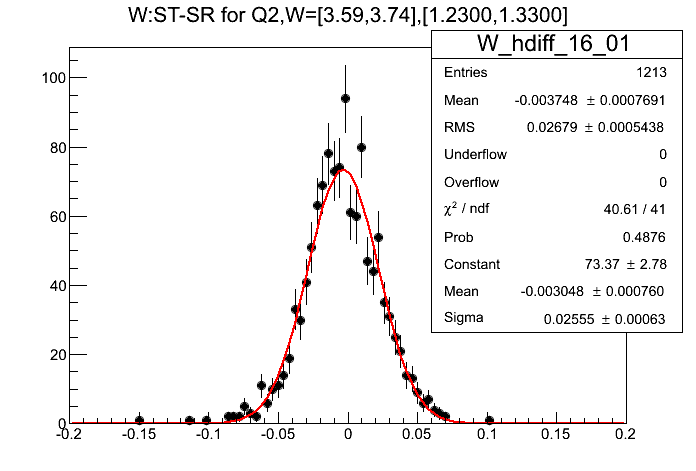 W:ST-SR for Q2,W=[3.59,3.74],[1.2300,1.3300]
W_hdiff_16_01
Entries 1213
Mean -0.003748 ± 0.0007691
RMS 0.02679 ± 0.0005438
Underflow 0
Overflow 0
χ² / ndf 40.61 / 41
Prob 0.4876
Constant 73.37 ± 2.78
Mean -0.003048 ± 0.000760
Sigma 0.02555 ± 0.00063
100
80
60
40
20
0
-0.2 -0.15 -0.1 -0.05 0 0.05 0.1 0.15 0.2